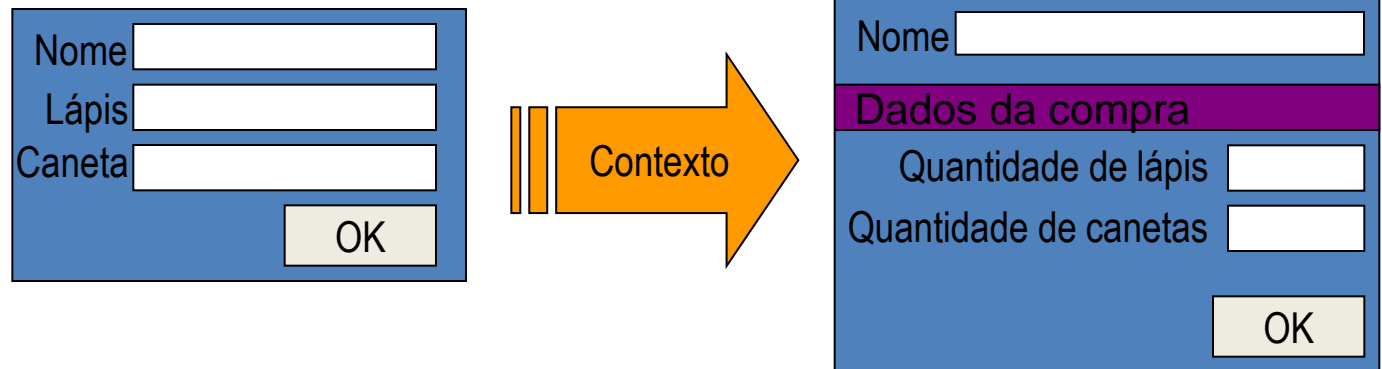 Nome
Lápis
Caneta
OK
Contexto
Nome
Dados da compra
Quantidade de lápis
Quantidade de canetas
OK